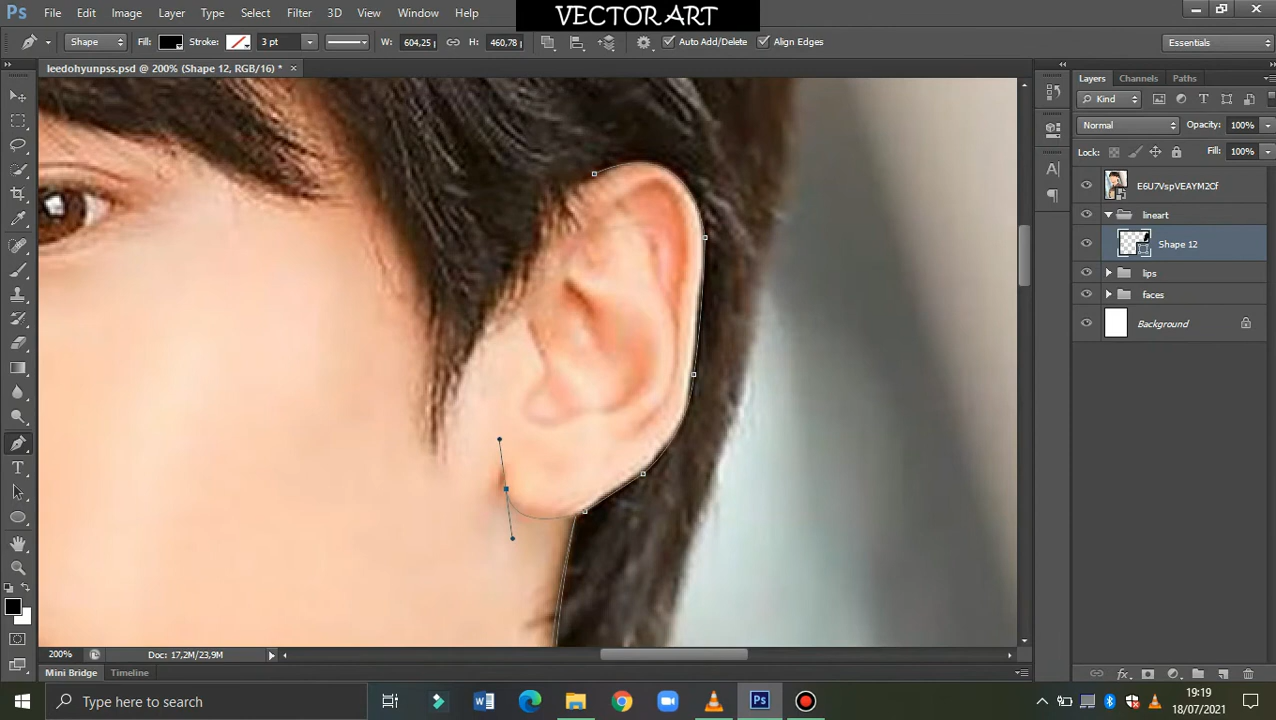 VECTOR ART
Ps File Edit Image Layer Type Select Filter 3D View Window Help
Shape Fill: Stroke: 3 pt W: 604,25 H: 460,78 Auto Add/Delete Align Edges Essentials
leedohyunpss.psd @ 200% (Shape 12, RGB/16) * ×
Layers Channels Paths
Kind
Normal Opacity: 100%
Lock: Fill: 100%
E6U7VspVEAYM2Cf
lineart
Shape 12
lips
faces
Background
200% Doc: 17,2M/23,9M
Mini Bridge Timeline
Type here to search
19:19
18/07/2021